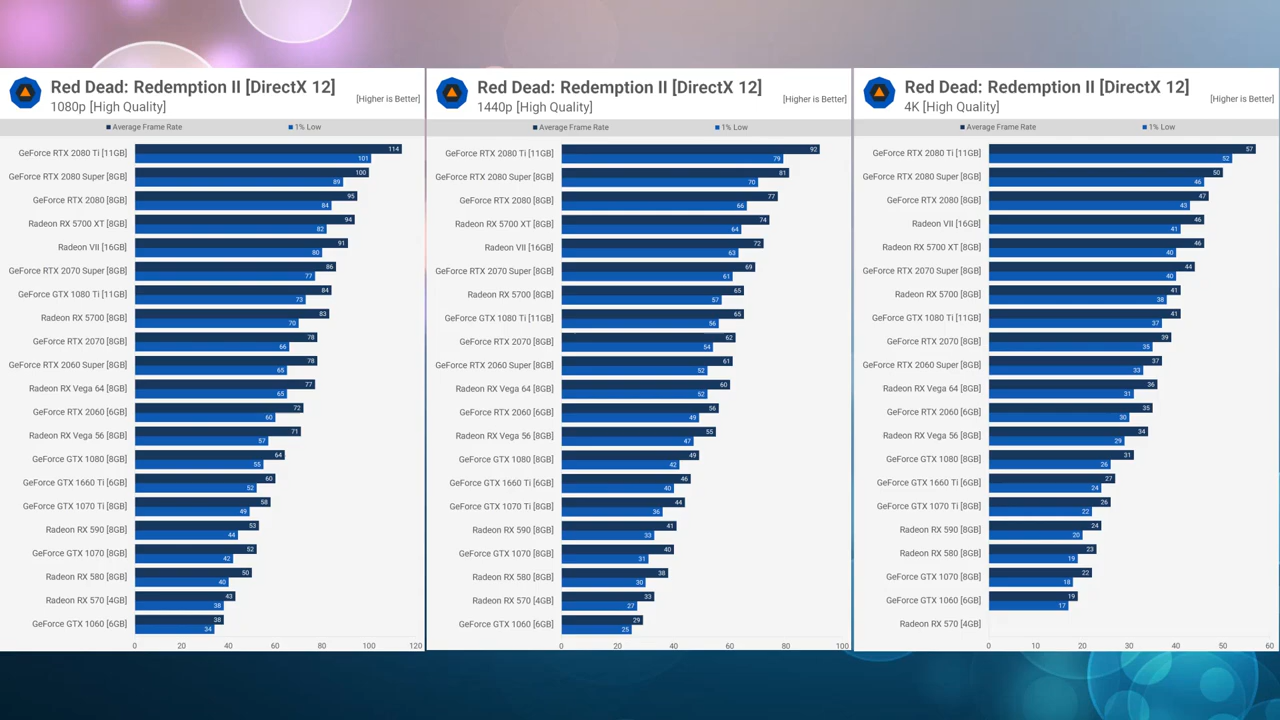 Red Dead: Redemption II [DirectX 12]
1080p [High Quality]
[Higher is Better]
Average Frame Rate
1% Low
GeForce RTX 2080 Ti [11GB] 114 101
GeForce RTX 2080 Super [8GB] 100 89
GeForce RTX 2080 [8GB] 95 84
Radeon RX 5700 XT [8GB] 94 82
Radeon VII [16GB] 91 80
GeForce RTX 2070 Super [8GB] 86 77
GeForce GTX 1080 Ti [11GB] 84 73
Radeon RX 5700 [8GB] 83 70
GeForce RTX 2070 [8GB] 78 66
GeForce RTX 2060 Super [8GB] 78 65
Radeon RX Vega 64 [8GB] 77 65
GeForce RTX 2060 [6GB] 72 60
Radeon RX Vega 56 [8GB] 71 57
GeForce GTX 1080 [8GB] 64 55
GeForce GTX 1660 Ti [6GB] 60 52
GeForce GTX 1070 Ti [8GB] 58 49
Radeon RX 590 [8GB] 53 44
GeForce GTX 1070 [8GB] 52 42
Radeon RX 580 [8GB] 50 40
Radeon RX 570 [4GB] 43 38
GeForce GTX 1060 [6GB] 38 34
0 20 40 60 80 100 120
Red Dead: Redemption II [DirectX 12]
1440p [High Quality]
[Higher is Better]
Average Frame Rate
1% Low
GeForce RTX 2080 Ti [11GB] 92 79
GeForce RTX 2080 Super [8GB] 81 70
GeForce RTX 2080 [8GB] 77 66
Radeon RX 5700 XT [8GB] 74 64
Radeon VII [16GB] 72 63
GeForce RTX 2070 Super [8GB] 69 61
Radeon RX 5700 [8GB] 65 57
GeForce GTX 1080 Ti [11GB] 65 56
GeForce RTX 2070 [8GB] 62 54
GeForce RTX 2060 Super [8GB] 61 52
Radeon RX Vega 64 [8GB] 60 52
GeForce RTX 2060 [6GB] 56 49
Radeon RX Vega 56 [8GB] 55 47
GeForce GTX 1080 [8GB] 49 42
GeForce GTX 1660 Ti [6GB] 46 40
GeForce GTX 1070 Ti [8GB] 44 36
Radeon RX 590 [8GB] 41 33
GeForce GTX 1070 [8GB] 40 31
Radeon RX 580 [8GB] 38 30
Radeon RX 570 [4GB] 33 27
GeForce GTX 1060 [6GB] 29 25
0 20 40 60 80 100
Red Dead: Redemption II [DirectX 12]
4K [High Quality]
[Higher is Better]
Average Frame Rate
1% Low
GeForce RTX 2080 Ti [11GB] 57 52
GeForce RTX 2080 Super [8GB] 50 46
GeForce RTX 2080 [8GB] 47 43
Radeon VII [16GB] 46 41
Radeon RX 5700 XT [8GB] 46 40
GeForce RTX 2070 Super [8GB] 44 40
Radeon RX 5700 [8GB] 41 38
GeForce GTX 1080 Ti [11GB] 41 37
GeForce RTX 2070 [8GB] 39 35
GeForce RTX 2060 Super [8GB] 37 33
Radeon RX Vega 64 [8GB] 36 31
GeForce RTX 2060 [6GB] 35 30
Radeon RX Vega 56 [8GB] 34 29
GeForce GTX 1080 [8GB] 31 26
GeForce GTX 1660 Ti [6GB] 27 24
GeForce GTX 1070 Ti [8GB] 26 22
Radeon RX 590 [8GB] 24 20
Radeon RX 580 [8GB] 23 19
GeForce GTX 1070 [8GB] 22 18
GeForce GTX 1060 [6GB] 19 17
Radeon RX 570 [4GB]
0 10 20 30 40 50 60